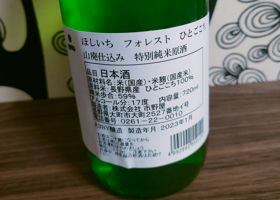 ほしいち フォレスト ひとごこち
山廃仕込み 特別純米原酒
品目 日本酒
原材料名:米(国産)・米麹(国産米)
原料米:長野県産 ひとごこち100%
精米歩合:59%
アルコール分:17度 内容量:720ml
製造者:株式会社 市野屋
長野県大町市大町2527番地イ号
0261-22-0010
製造年月 2023年1月